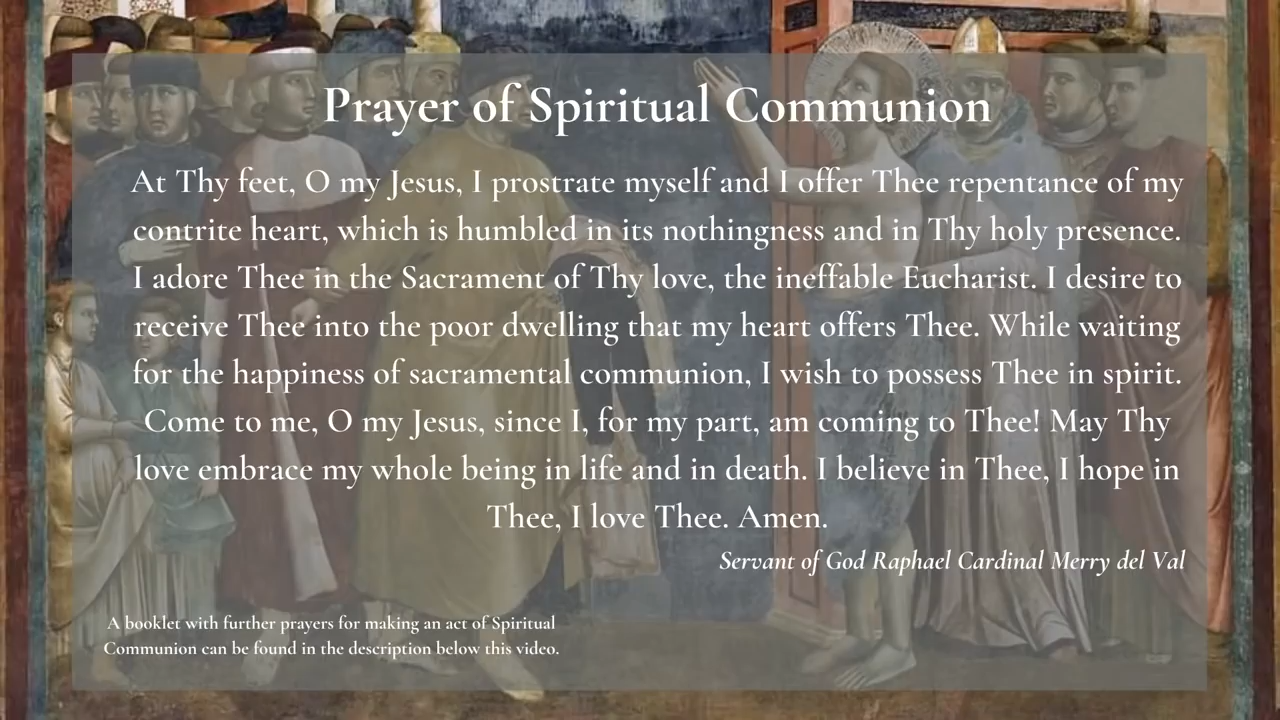 Prayer of Spiritual Communion
At Thy feet, O my Jesus, I prostrate myself and I offer Thee repentance of my
contrite heart, which is humbled in its nothingness and in Thy holy presence.
I adore Thee in the Sacrament of Thy love, the ineffable Eucharist. I desire to
receive Thee into the poor dwelling that my heart offers Thee. While waiting
for the happiness of sacramental communion, I wish to possess Thee in spirit.
Come to me, O my Jesus, since I, for my part, am coming to Thee! May Thy
love embrace my whole being in life and in death. I believe in Thee, I hope in
Thee, I love Thee. Amen.
Servant of God Raphael Cardinal Merry del Val
A booklet with further prayers for making an act of Spiritual
Communion can be found in the description below this video.